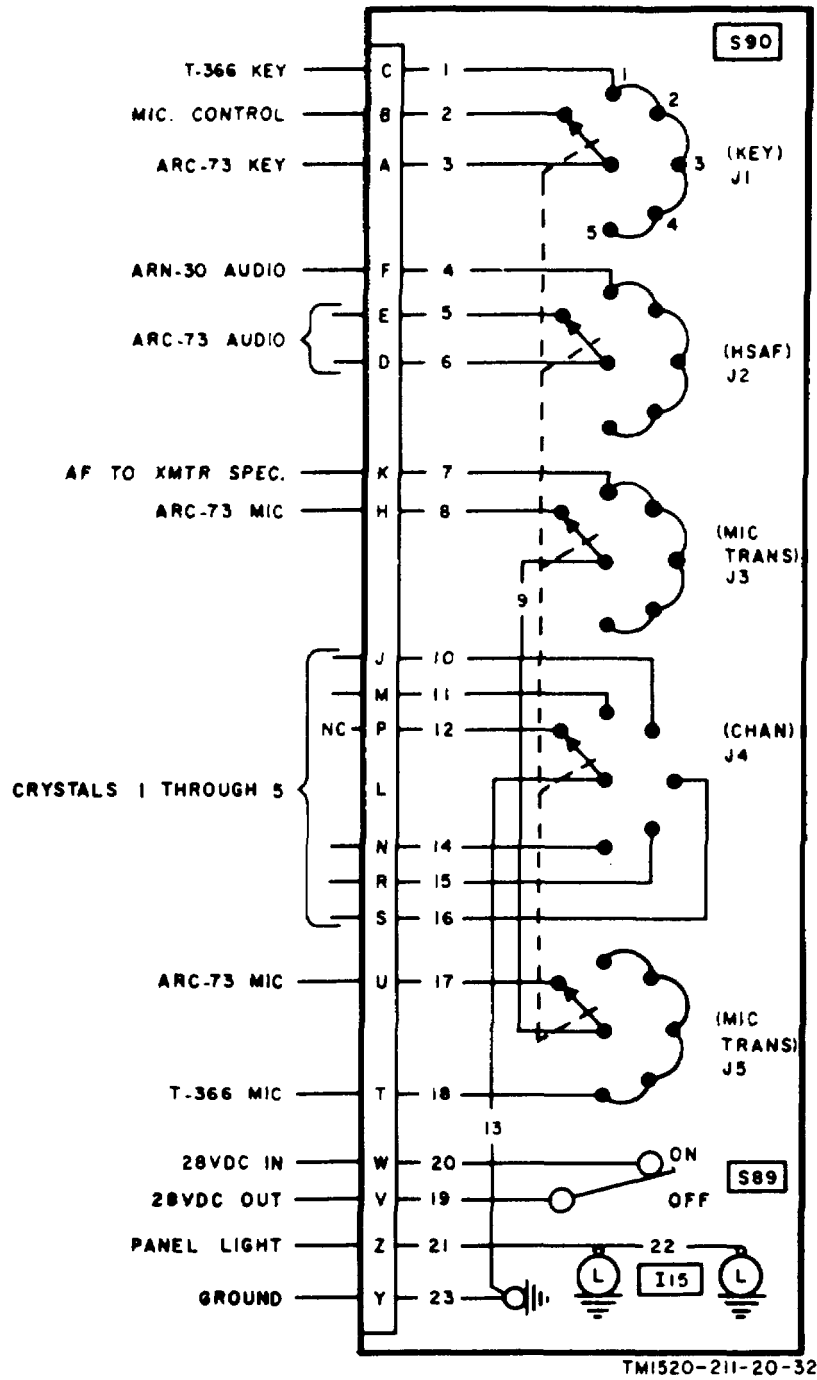 S90
T-366 KEY C 1 1
MIC. CONTROL B 2 2
ARC-73 KEY A 3 3 (KEY) J1
5 4
ARN-30 AUDIO F 4
E 5
ARC-73 AUDIO
D 6
(HSAF)
J2
AF TO XMTR SPEC. K 7
ARC-73 MIC H 8
(MIC
TRANS)
J3
9
J 10
M 11
NC P 12
(CHAN)
J4
CRYSTALS 1 THROUGH 5 L
N 14
R 15
S 16
ARC-73 MIC U 17
(MIC
TRANS)
J5
T-366 MIC T 18
13
28VDC IN W 20 ON
S89
28VDC OUT V 19 OFF
PANEL LIGHT Z 21 22
L I15 L
GROUND Y 23
TM1520-211-20-32